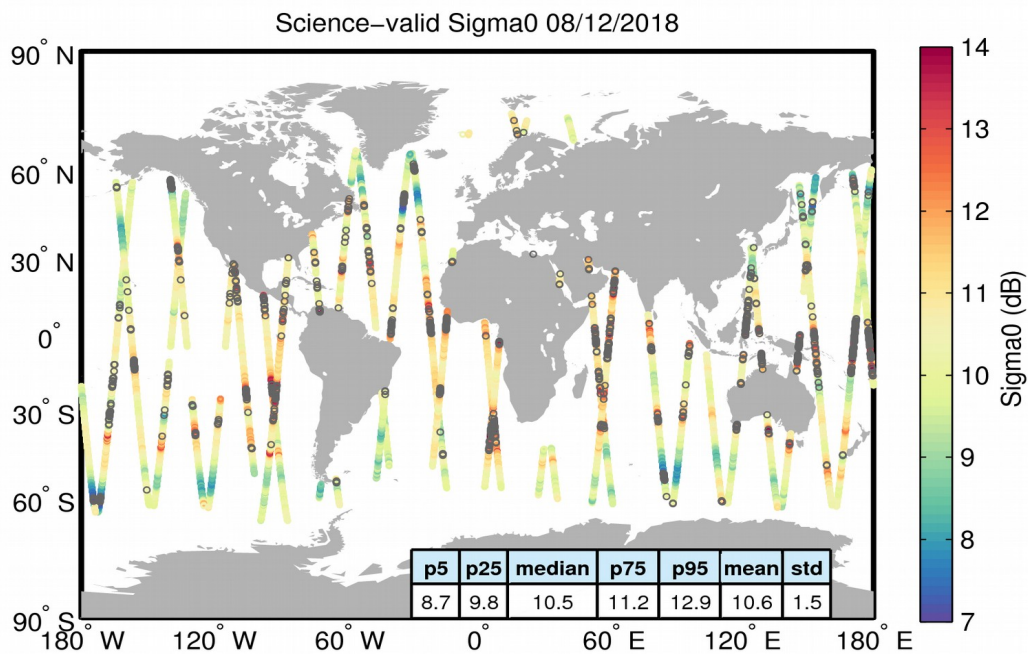 Science−valid Sigma0 08/12/2018
90° N
60° N
30° N
0°
30° S
60° S
90° S
180° W
120° W
60° W
0°
60° E
120° E
180° E
14
13
12
11
10
9
8
7
Sigma0 (dB)
p5 p25 median p75 p95 mean std
8.7 9.8 10.5 11.2 12.9 10.6 1.5